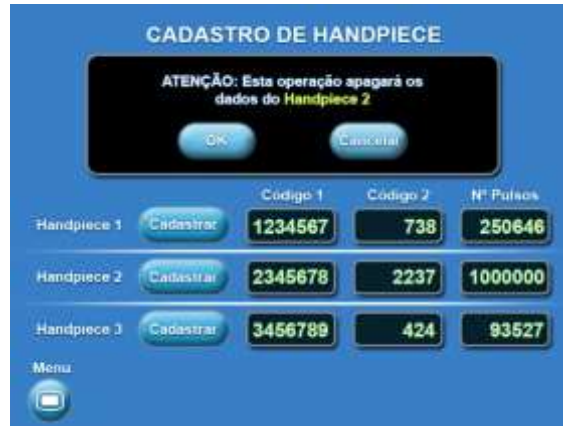 CADASTRO DE HANDPIECE
ATENÇÃO: Esta operação apagará os
dados do Handpiece 2
OK Cancelar
Código 1 Código 2 Nº Pulsos
Handpiece 1 Cadastrar 1234567 738 250646
Handpiece 2 Cadastrar 2345678 2237 1000000
Handpiece 3 Cadastrar 3456789 424 93527
Menu